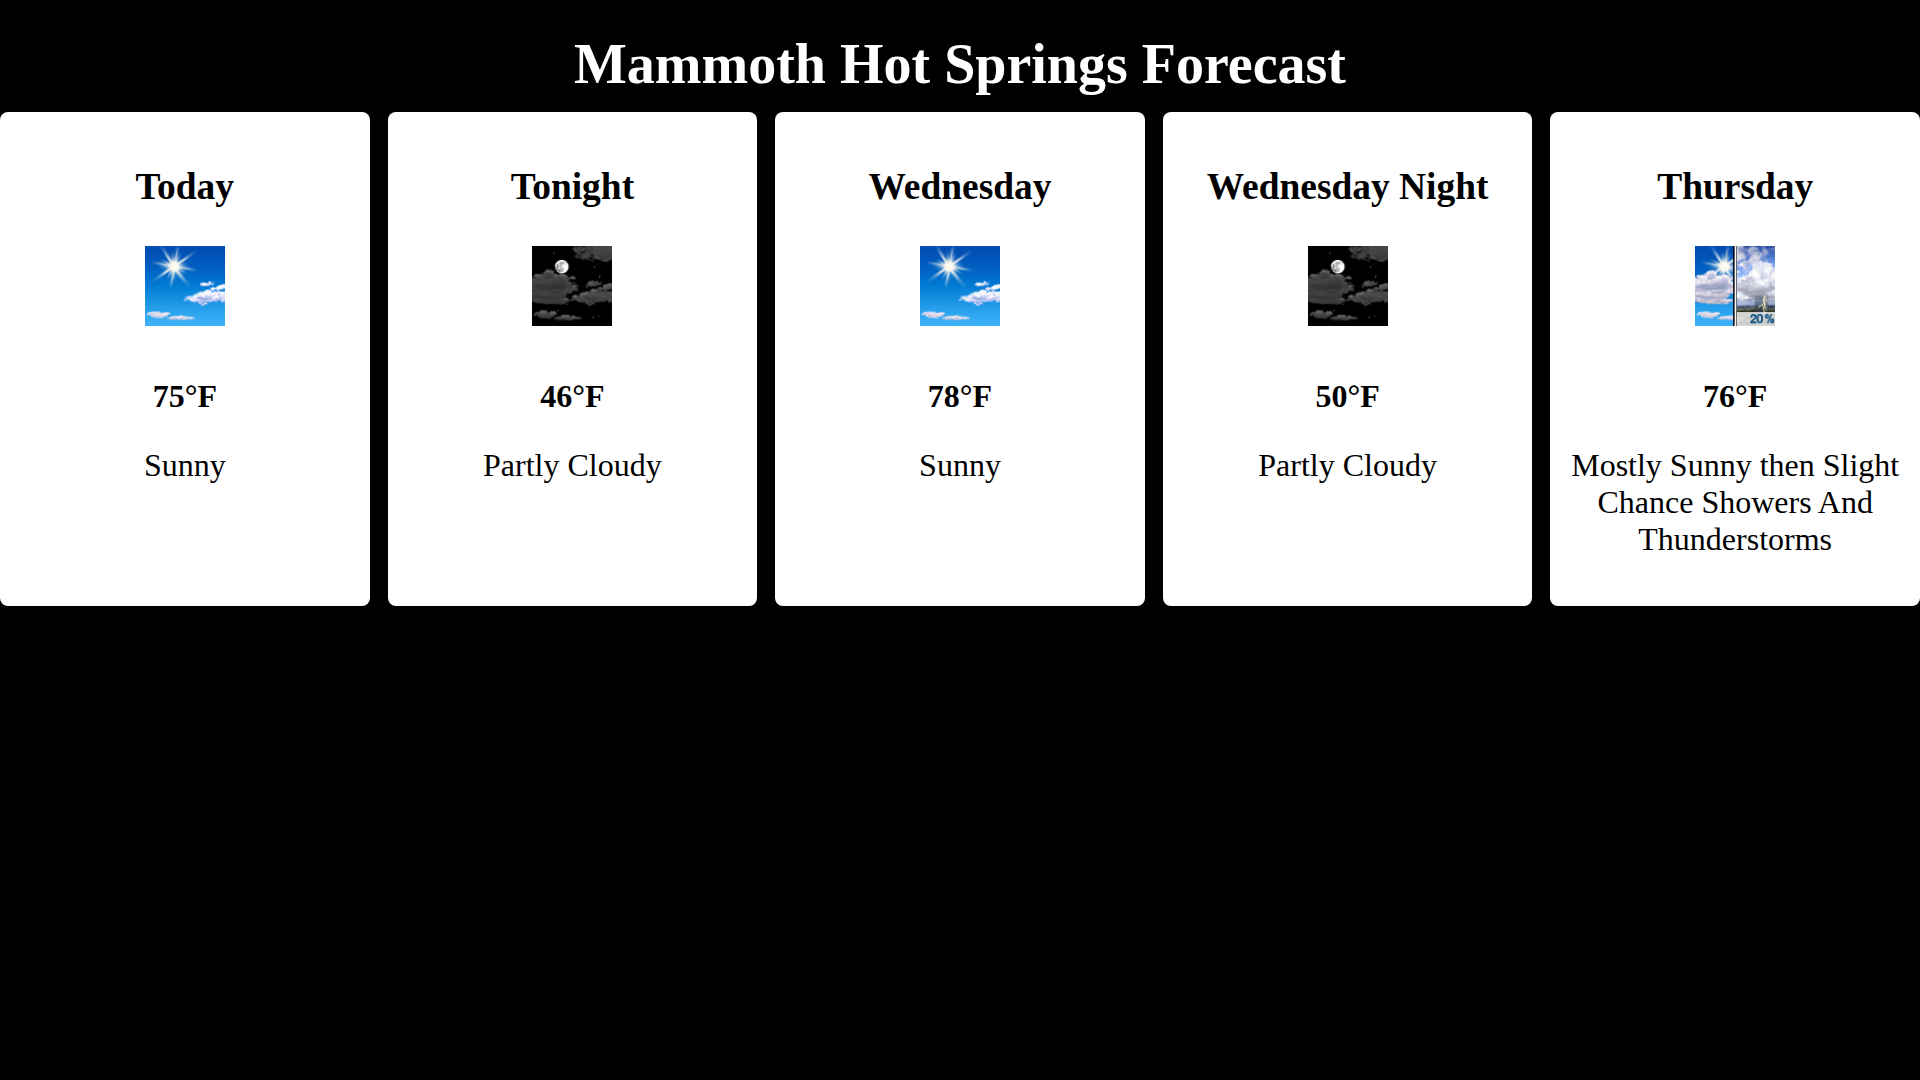 Mammoth Hot Springs Forecast
Today
75°F
Sunny
Tonight
46°F
Partly Cloudy
Wednesday
78°F
Sunny
Wednesday Night
50°F
Partly Cloudy
Thursday
20%
76°F
Mostly Sunny then Slight
Chance Showers And
Thunderstorms